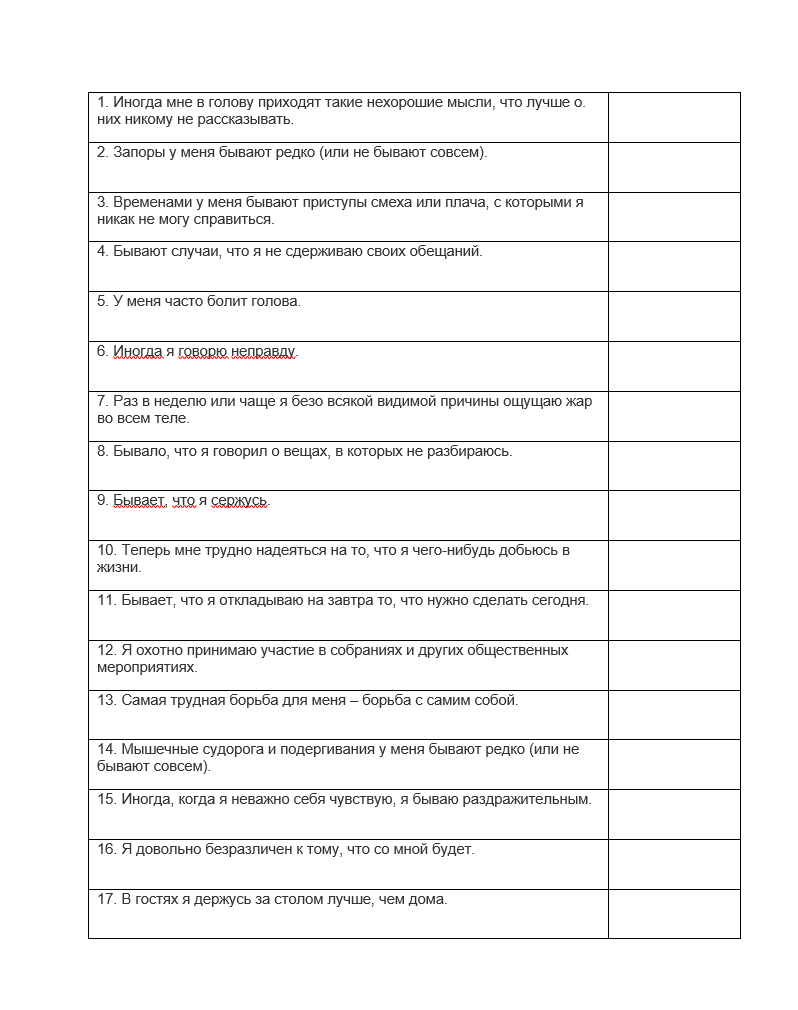 1. Иногда мне в голову приходят такие нехорошие мысли, что лучше о.
них никому не рассказывать.
2. Запоры у меня бывают редко (или не бывают совсем).
3. Временами у меня бывают приступы смеха или плача, с которыми я
никак не могу справиться.
4. Бывают случаи, что я не сдерживаю своих обещаний.
5. У меня часто болит голова.
6. Иногда я говорю неправду.
7. Раз в неделю или чаще я безо всякой видимой причины ощущаю жар
во всем теле.
8. Бывало, что я говорил о вещах, в которых не разбираюсь.
9. Бывает, что я сержусь.
10. Теперь мне трудно надеяться на то, что я чего-нибудь добьюсь в
жизни.
11. Бывает, что я откладываю на завтра то, что нужно сделать сегодня.
12. Я охотно принимаю участие в собраниях и других общественных
мероприятиях.
13. Самая трудная борьба для меня – борьба с самим собой.
14. Мышечные судорога и подергивания у меня бывают редко (или не
бывают совсем).
15. Иногда, когда я неважно себя чувствую, я бываю раздражительным.
16. Я довольно безразличен к тому, что со мной будет.
17. В гостях я держусь за столом лучше, чем дома.